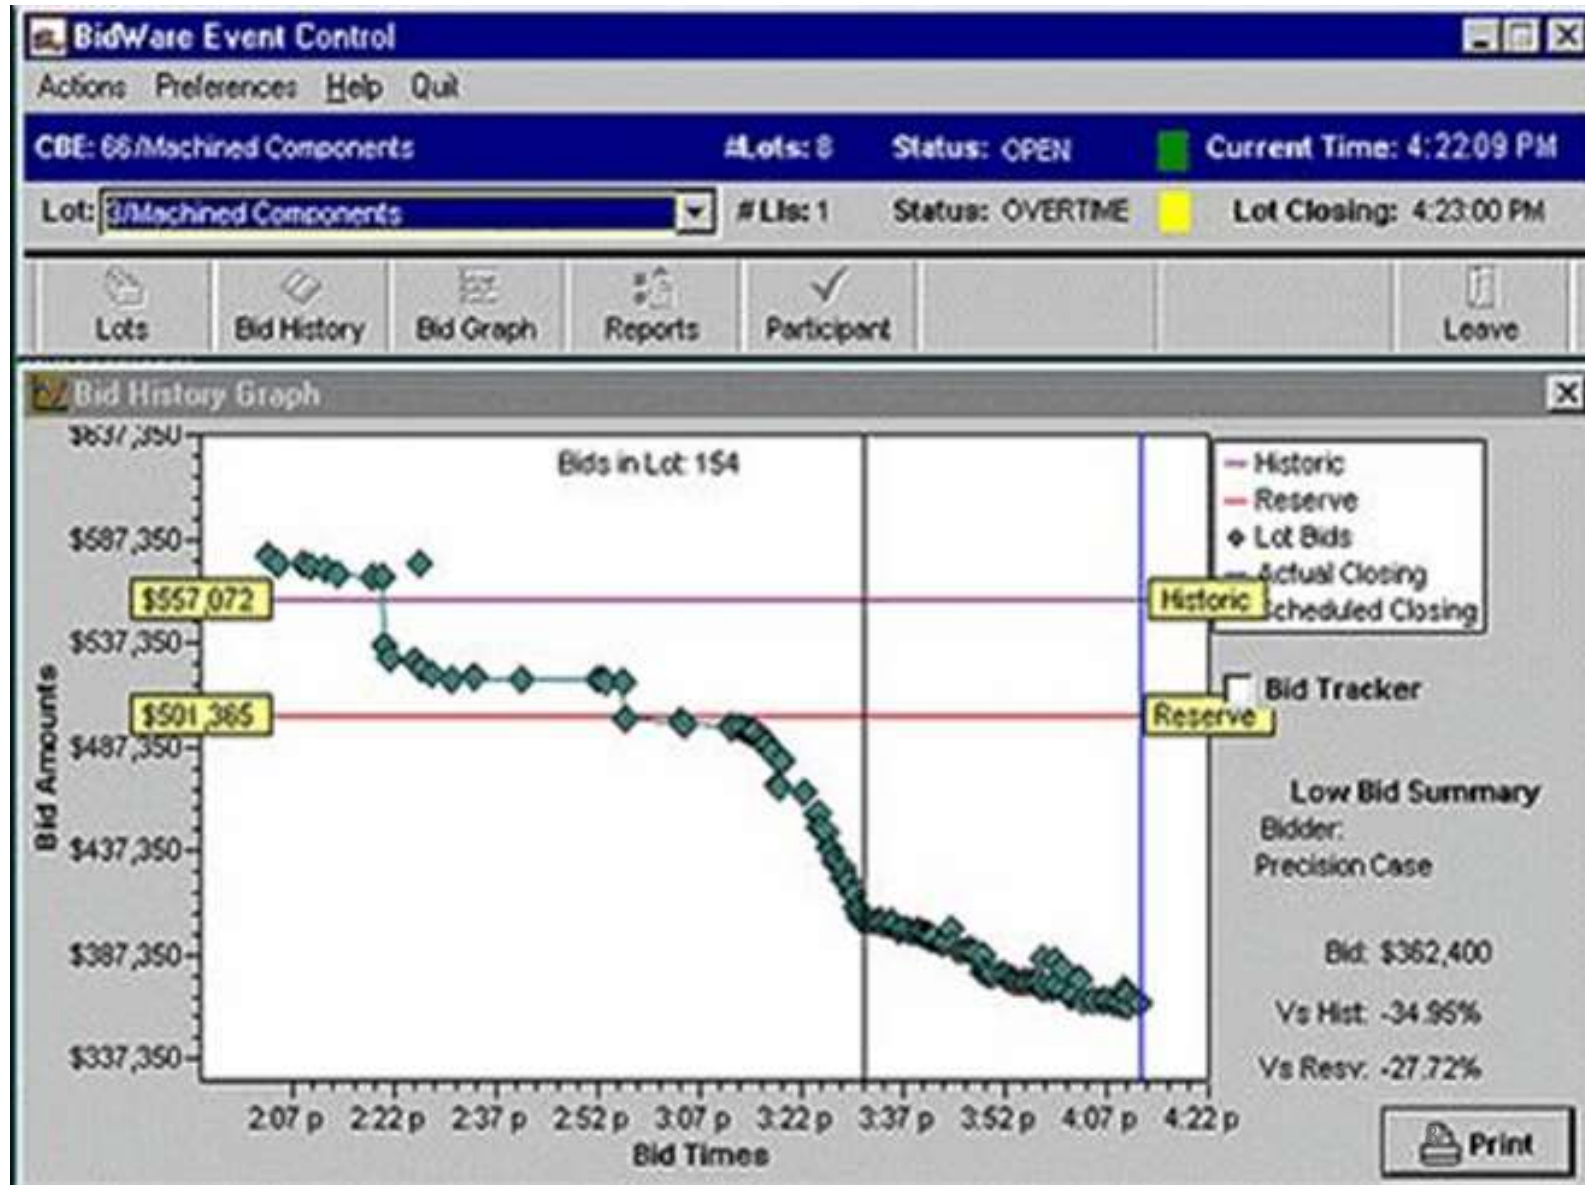 BidWare Event Control
Actions Preferences Help Quit
CBE: 66/Machined Components #Lots: 8 Status: OPEN Current Time: 4:22:09 PM
Lot: 3/Machined Components #LIs: 1 Status: OVERTIME Lot Closing: 4:23:00 PM
Lots Bid History Bid Graph Reports Participant Leave
Bid History Graph
$637,350
Bids in Lot: 154
Historic
Reserve
Lot Bids
Actual Closing
Scheduled Closing
$587,350
$557,072
Historic
$537,350
Bid Tracker
$501,365
Reserve
$487,350
Bid Amounts
$437,350
$387,350
$337,350
Low Bid Summary
Bidder:
Precision Case
Bid: $362,400
Vs Hist: -34.95%
Vs Resv: -27.72%
2:07 p 2:22 p 2:37 p 2:52 p 3:07 p 3:22 p 3:37 p 3:52 p 4:07 p 4:22 p
Bid Times
Print